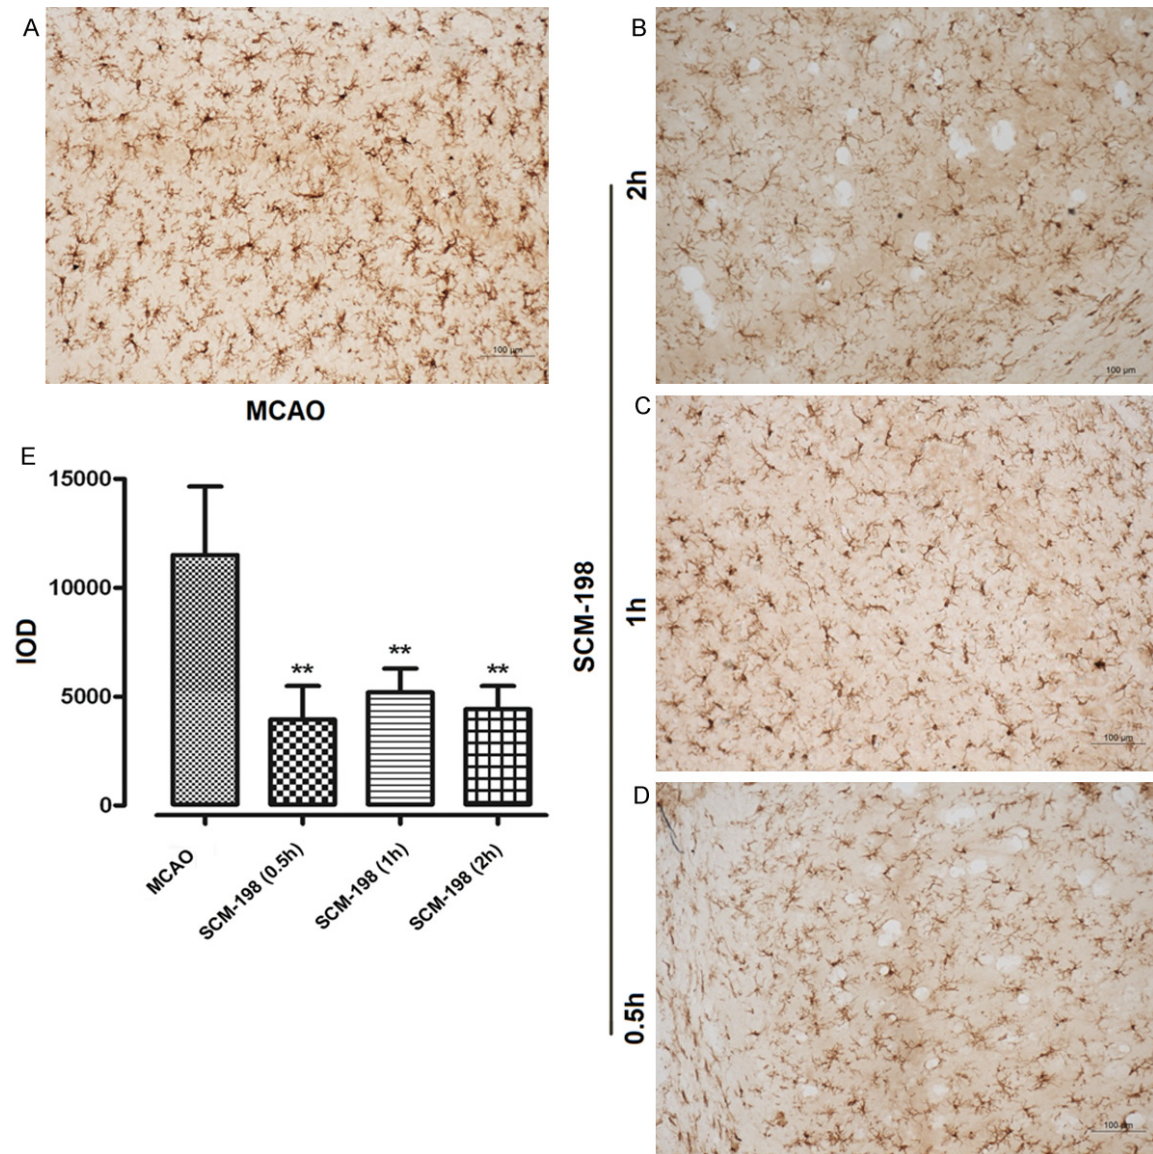 A
100 µm
MCAO
B
2h
100 µm
C
1h
100 µm
SCM-198
D
0.5h
100 µm
E
15000
10000
5000
0
IOD
**
**
**
MCAO
SCM-198 (0.5h)
SCM-198 (1h)
SCM-198 (2h)